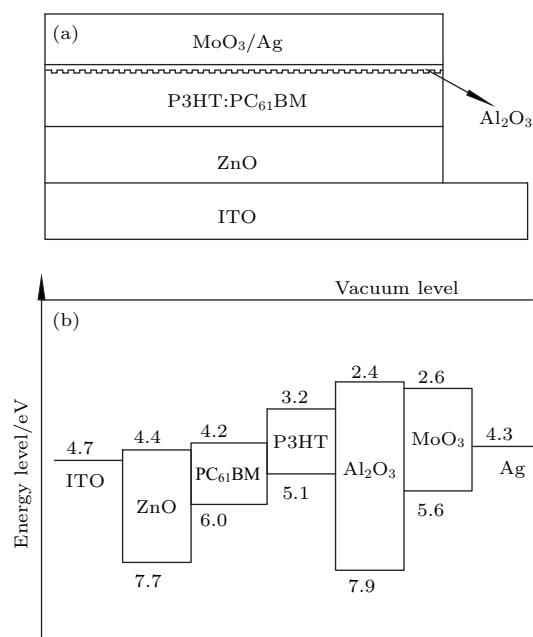 (a)
MoO₃/Ag
P3HT:PC₆₁BM
Al₂O₃
ZnO
ITO
Vacuum level
(b)
Energy level/eV
4.7
ITO
4.4
ZnO
7.7
4.2
PC₆₁BM
6.0
3.2
P3HT
5.1
2.4
Al₂O₃
7.9
2.6
MoO₃
5.6
4.3
Ag